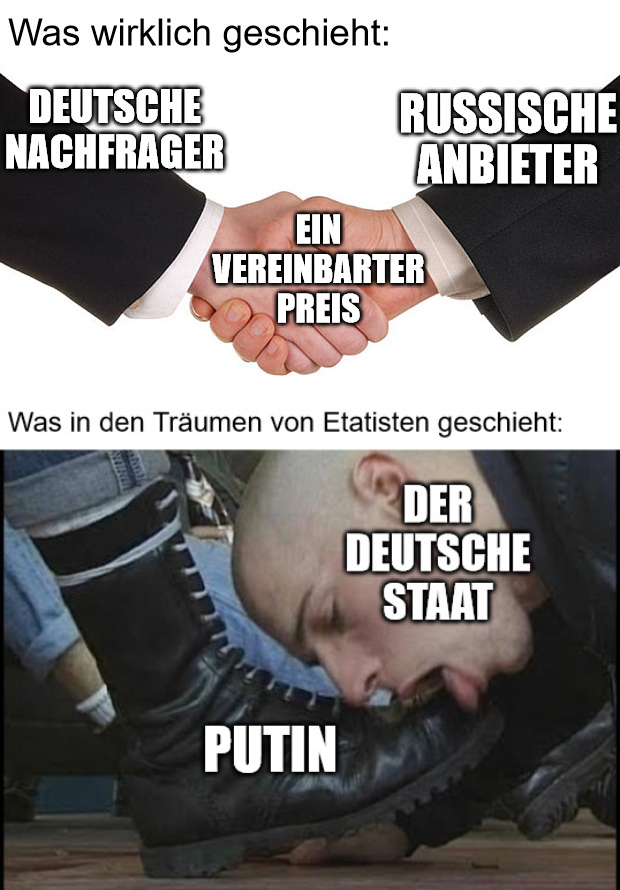 Was wirklich geschieht:
DEUTSCHE
NACHFRAGER
RUSSISCHE
ANBIETER
EIN
VEREINBARTER
PREIS
Was in den Träumen von Etatisten geschieht:
DER
DEUTSCHE
STAAT
PUTIN